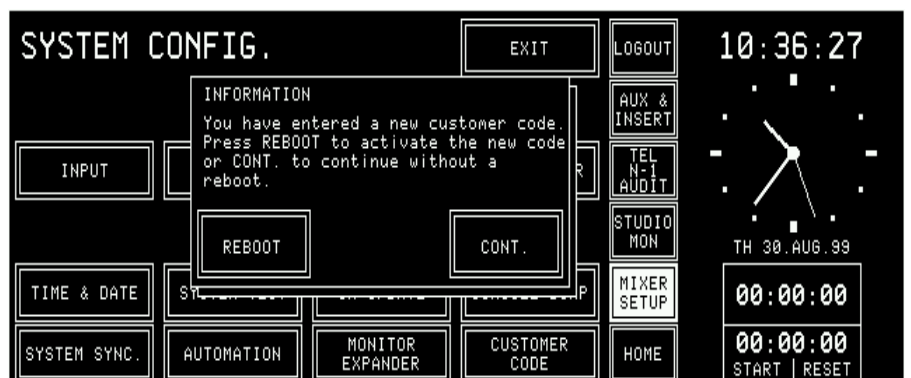 SYSTEM CONFIG.
EXIT
LOGOUT
10:36:27
INFORMATION
You have entered a new customer code.
Press REBOOT to activate the new code
or CONT. to continue without a
reboot.
REBOOT
CONT.
AUX &
INSERT
INPUT
TEL
N-1
AUDIT
STUDIO
MON
TH 30.AUG.99
TIME & DATE
MIXER
SETUP
00:00:00
SYSTEM SYNC.
AUTOMATION
MONITOR
EXPANDER
CUSTOMER
CODE
HOME
00:00:00
START | RESET